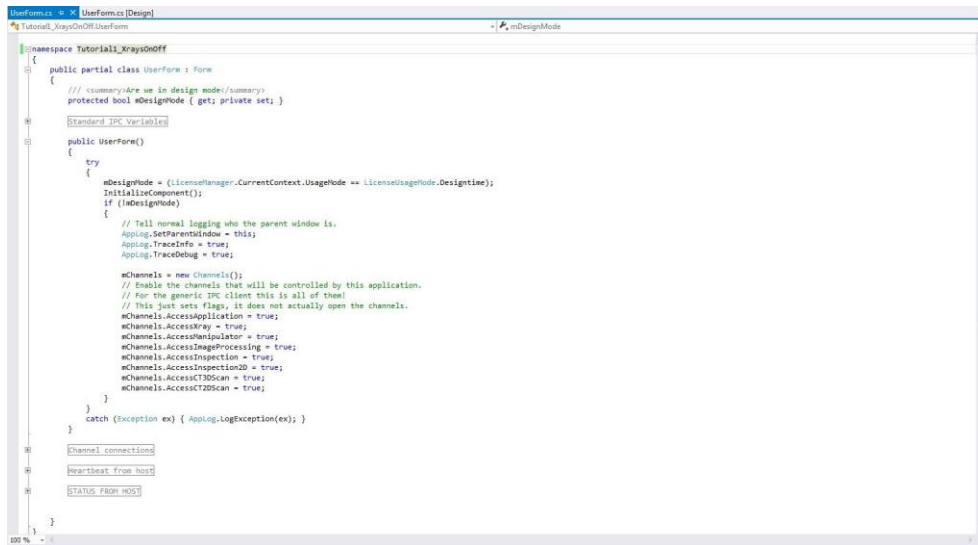 UserForm.cs UserForm.cs [Design]
Tutorial1_XraysOnOff.UserForm mDesignMode
namespace Tutorial1_XraysOnOff
{
public partial class UserForm : Form
{
/// <summary>Are we in design mode</summary>
protected bool mDesignMode { get; private set; }
Standard IPC Variables
public UserForm()
{
try
{
mDesignMode = (LicenseManager.CurrentContext.UsageMode == LicenseUsageMode.Designtime);
InitializeComponent();
if (!mDesignMode)
{
// Tell normal logging who the parent window is.
AppLog.SetParentWindow = this;
AppLog.TraceInfo = true;
AppLog.TraceDebug = true;
mChannels = new Channels();
// Enable the channels that will be controlled by this application.
// For the generic IPC client this is all of them!
// This just sets flags, it does not actually open the channels.
mChannels.AccessApplication = true;
mChannels.AccessXray = true;
mChannels.AccessManipulator = true;
mChannels.AccessImageProcessing = true;
mChannels.AccessInspection = true;
mChannels.AccessInspection2D = true;
mChannels.AccessCT3DScan = true;
mChannels.AccessCT2DScan = true;
}
}
catch (Exception ex) { AppLog.LogException(ex); }
}
Channel connections
Heartbeat from host
STATUS FROM HOST
}
}
100 %